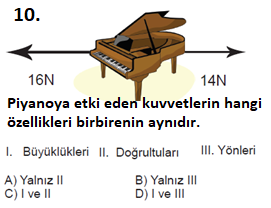 10.
16N 14N
Piyanoya etki eden kuvvetlerin hangi
özellikleri birbirenin aynıdır.
I. Büyüklükleri II. Doğrultuları III. Yönleri
A) Yalnız II B) Yalnız III
C) I ve II D) I ve III